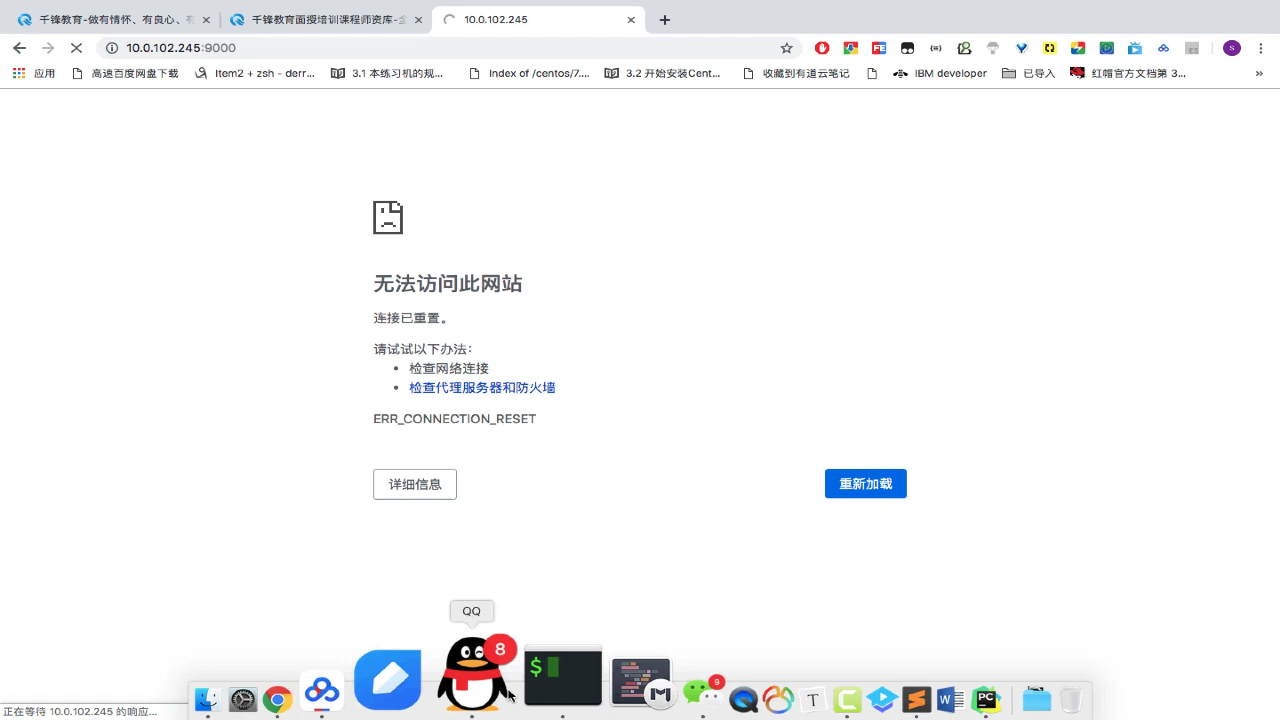 千锋教育-做有情怀、有良心、
千锋教育面授培训课程师资库-
10.0.102.245
10.0.102.245:9000
应用
高速百度网盘下载
Item2 + zsh - derr...
3.1 本练习机的规...
Index of /centos/7....
3.2 开始安装Cent...
收藏到有道云笔记
IBM developer
已导入
红帽官方文档第 3...
无法访问此网站
连接已重置。
请试试以下办法：
• 检查网络连接
• 检查代理服务器和防火墙
ERR_CONNECTION_RESET
详细信息
重新加载
QQ
8
9
正在等待 10.0.102.245 的响应...